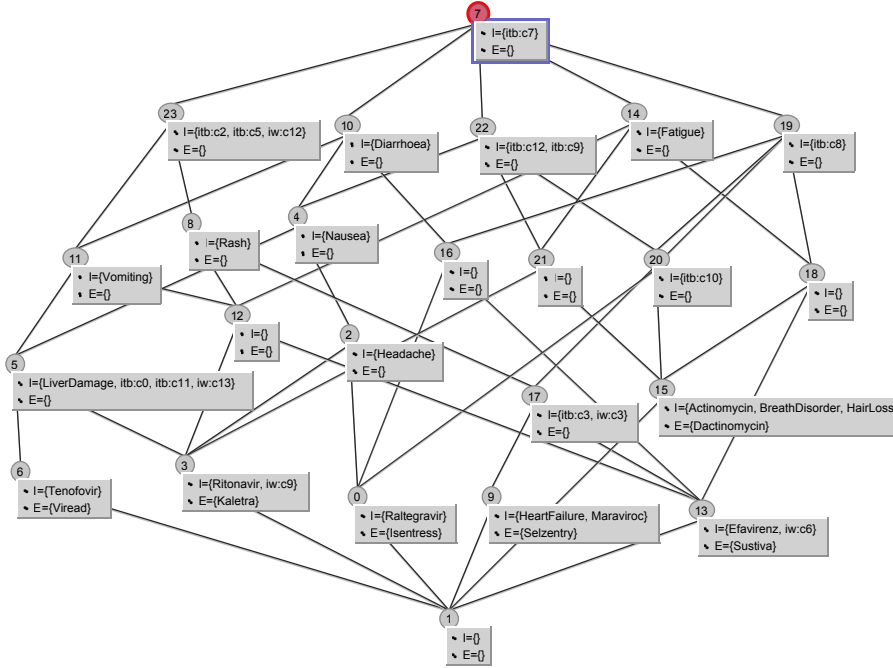 7
I={itb:c7}
E={}
23
I={itb:c2, itb:c5, iw:c12}
E={}
10
I={Diarrhoea}
E={}
22
I={itb:c12, itb:c9}
E={}
14
I={Fatigue}
E={}
19
I={itb:c8}
E={}
8
I={Rash}
E={}
4
I={Nausea}
E={}
11
I={Vomiting}
E={}
16
I={}
E={}
21
I={}
E={}
20
I={itb:c10}
E={}
18
I={}
E={}
12
I={}
E={}
2
I={Headache}
E={}
5
I={LiverDamage, itb:c0, itb:c11, iw:c13}
E={}
17
I={itb:c3, iw:c3}
E={}
15
I={Actinomycin, BreathDisorder, HairLoss
E={Dactinomycin}
6
I={Tenofovir}
E={Viread}
3
I={Ritonavir, iw:c9}
E={Kaletra}
0
I={Raltegravir}
E={Isentress}
9
I={HeartFailure, Maraviroc}
E={Selzentry}
13
I={Efavirenz, iw:c6}
E={Sustiva}
1
I={}
E={}